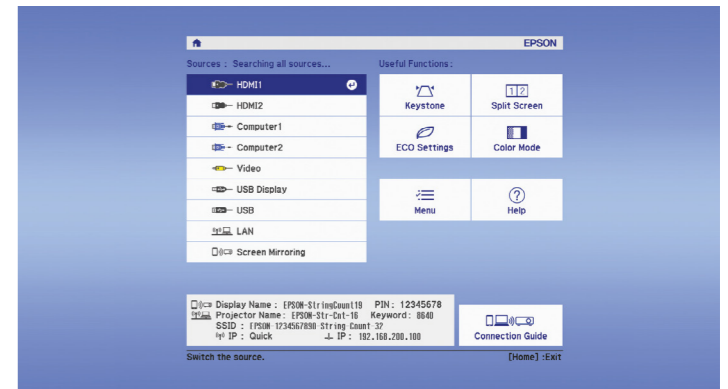 EPSON
Sources : Searching all sources...
Useful Functions :
HDMI1
HDMI2
Computer1
Computer2
Video
USB Display
USB
LAN
Screen Mirroring
Keystone
1 2
Split Screen
ECO Settings
Color Mode
Menu
?
Help
Display Name : EPSON-StringCount19 PIN : 12345678
Projector Name : EPSON-Str-Cnt-16 Keyword : 8640
SSID : EPSON-1234567890-String-Count-32
IP : Quick IP : 192.168.200.100
Connection Guide
Switch the source.
[Home] :Exit